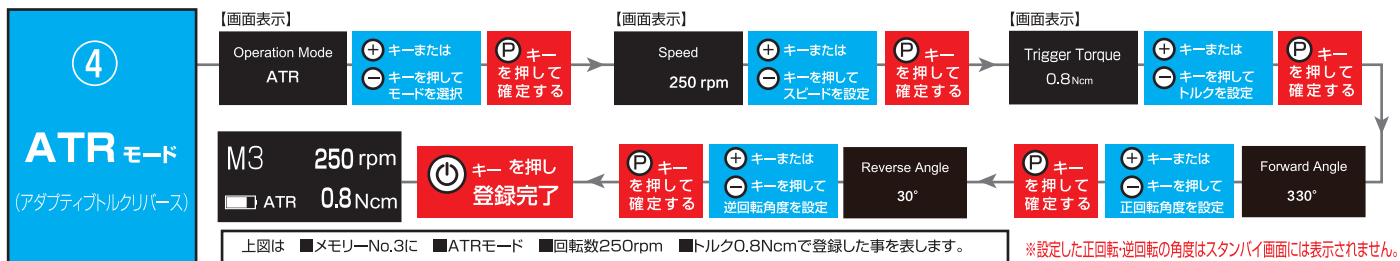 ④
ATRモード
(アダプティブトルクリバース)
【画面表示】
Operation Mode
ATR
⊕ キーまたは
⊖ キーを押して
モードを選択
Ⓟ キー
を押して
確定する
【画面表示】
Speed
250 rpm
⊕ キーまたは
⊖ キーを押して
スピードを設定
Ⓟ キー
を押して
確定する
【画面表示】
Trigger Torque
0.8Ncm
⊕ キーまたは
⊖ キーを押して
トルクを設定
Ⓟ キー
を押して
確定する
Forward Angle
330°
⊕ キーまたは
⊖ キーを押して
正回転角度を設定
Ⓟ キー
を押して
確定する
Reverse Angle
30°
⊕ キーまたは
⊖ キーを押して
逆回転角度を設定
Ⓟ キー
を押して
確定する
キー を押し
登録完了
M3 250 rpm
ATR 0.8 Ncm
上図は ■メモリーNo.3に ■ATRモード ■回転数250rpm ■トルク0.8Ncmで登録した事を表します。
※設定した正回転・逆回転の角度はスタンバイ画面には表示されません。